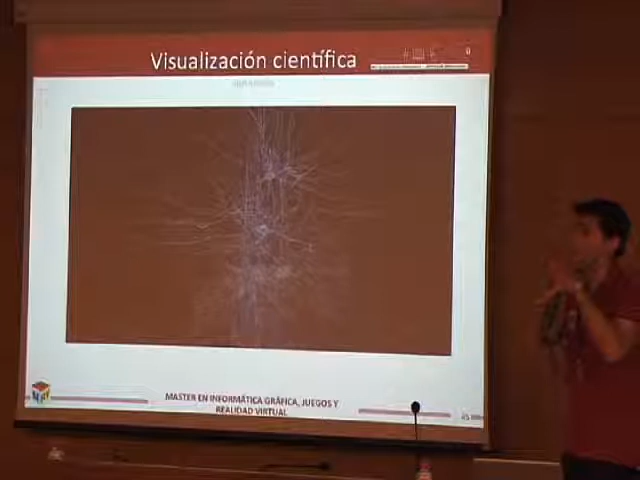 Visualización científica
MASTER EN INFORMÁTICA GRÁFICA, JUEGOS Y
REALIDAD VIRTUAL